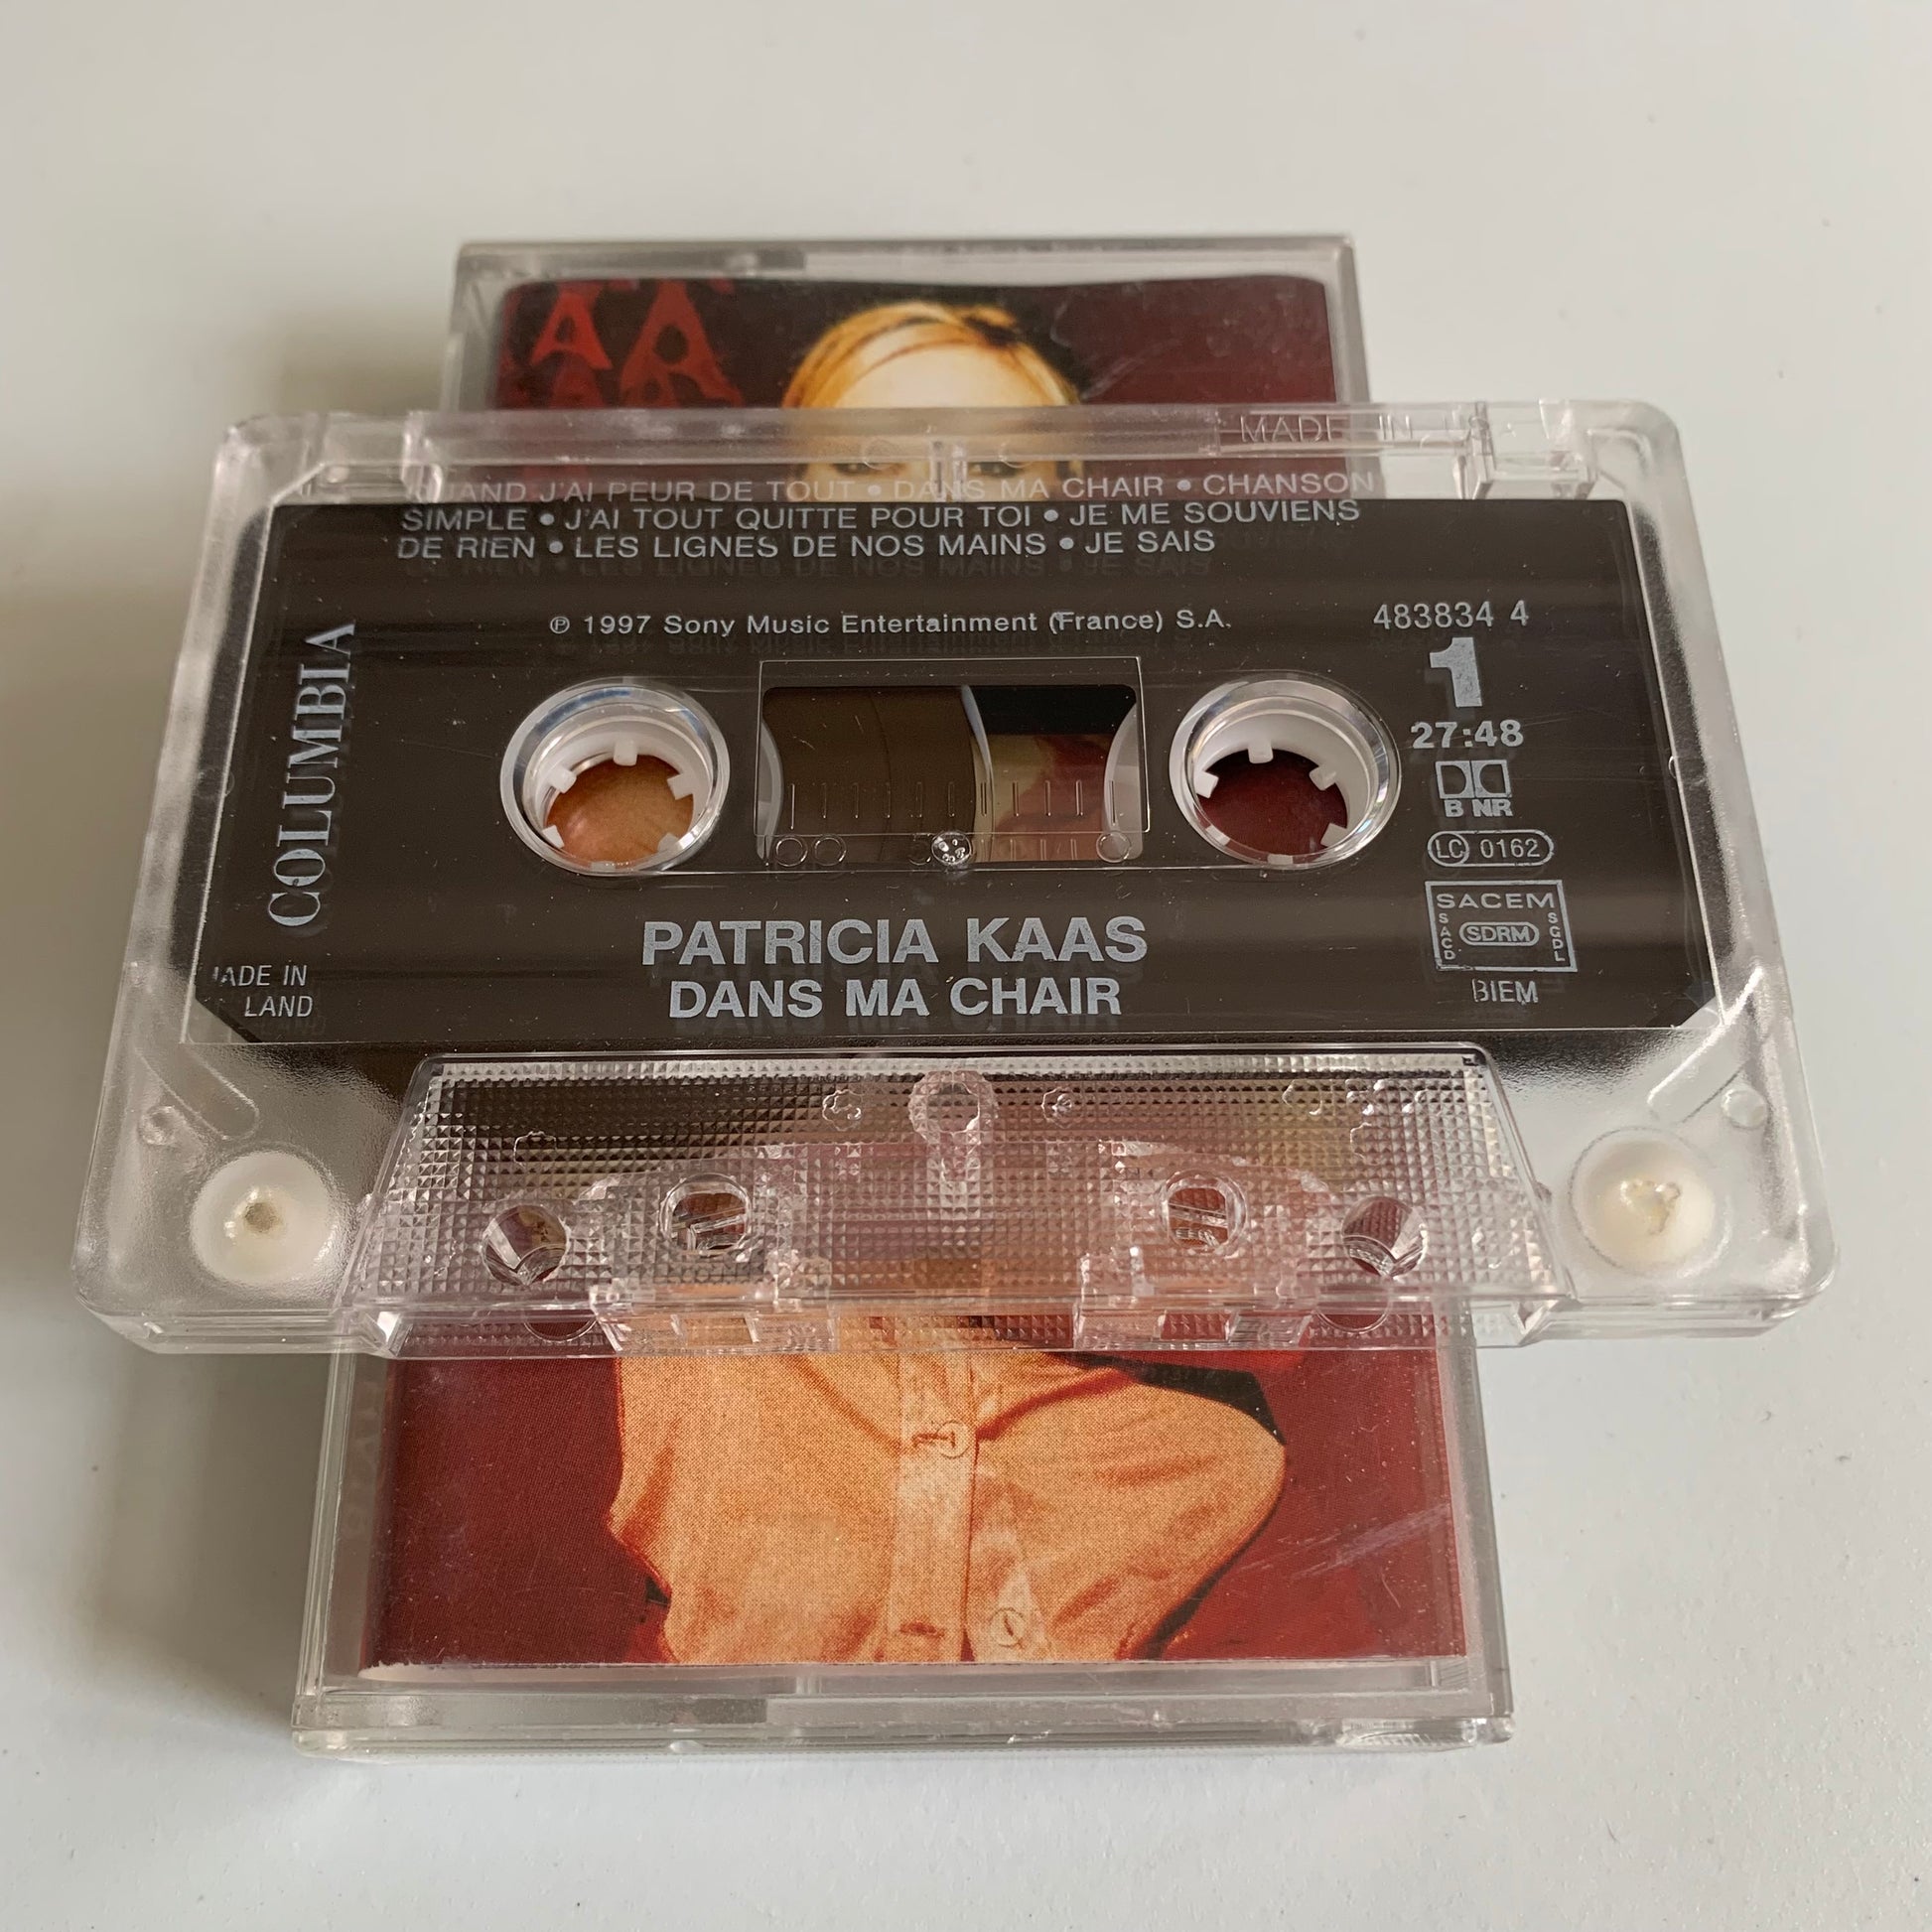 AA
MADE IN
QUAND J'AI PEUR DE TOUT • DANS MA CHAIR • CHANSON
SIMPLE • J'AI TOUT QUITTE POUR TOI • JE ME SOUVIENS
DE RIEN • LES LIGNES DE NOS MAINS • JE SAIS
℗ 1997 Sony Music Entertainment (France) S.A.
483834 4
1
27:48
B NR
LC 0162
SACEM
SACD
SDRM
SGDL
BIEM
COLUMBIA
PATRICIA KAAS
DANS MA CHAIR
MADE IN
LAND